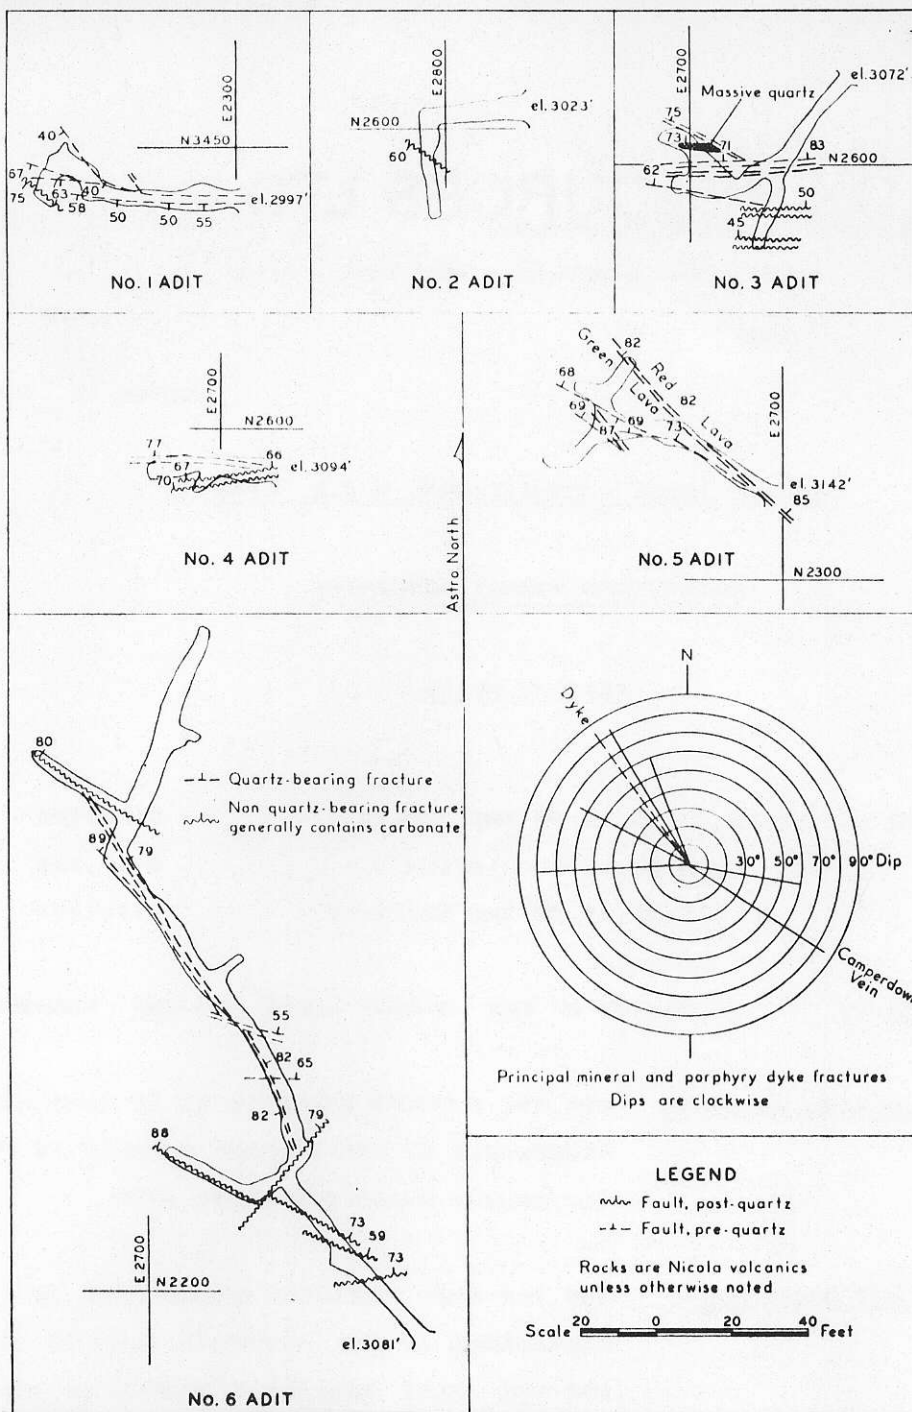 40
E2300
N3450
67
75
71
63
58
40
50
50
55
el.2997'
No. 1 ADIT
E2800
N2600
el.3023'
60
No. 2 ADIT
E2700
el.3072'
75
Massive quartz
73
71
83
N2600
62
50
45
No. 3 ADIT
E2700
N2600
77
66
el.3094'
67
70
No. 4 ADIT
Astro North
82
Green Lava
Red Lava
82
68
69
69
87
73
E2700
el.3142'
85
No. 5 ADIT
N2300
80
Quartz-bearing fracture
Non quartz-bearing fracture;
generally contains carbonate
89
79
55
82
65
82
79
88
73
59
73
E2700
N2200
el.3081'
No. 6 ADIT
N
Dyke
30° 50° 70° 90° Dip
Camperdown
Vein
Principal mineral and porphyry dyke fractures
Dips are clockwise
LEGEND
Fault, post-quartz
Fault, pre-quartz
Rocks are Nicola volcanics
unless otherwise noted
Scale 20 0 20 40 Feet